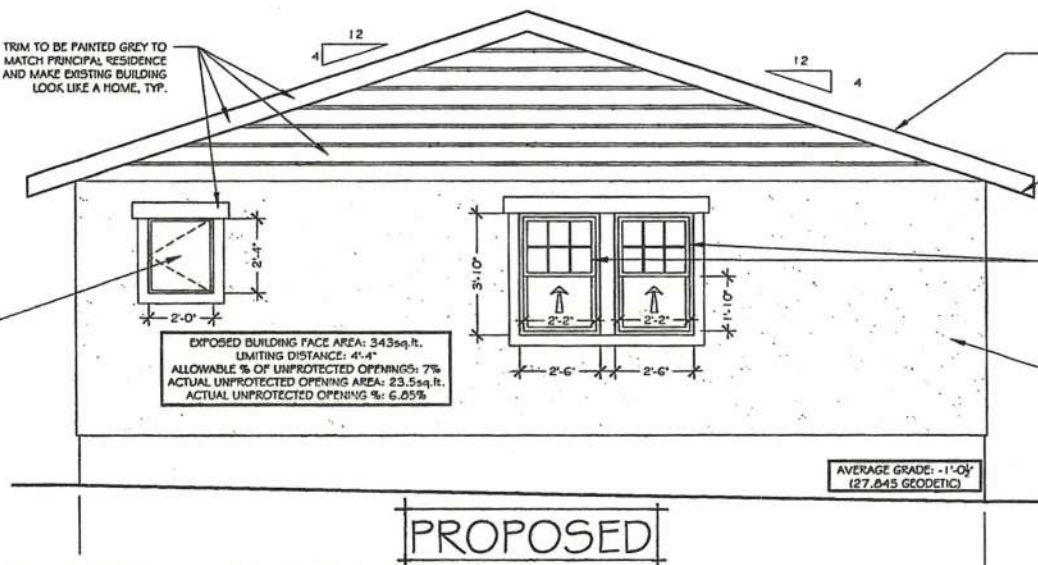 TRIM TO BE PAINTED GREY TO
MATCH PRINCIPAL RESIDENCE
AND MAKE EXISTING BUILDING
LOOK LIKE A HOME, TYP.
12
4
12
4
2'-4"
2'-0"
3'-10"
2'-2"
2'-2"
1'-10"
2'-6"
2'-6"
EXPOSED BUILDING FACE AREA: 343sq.ft.
LIMITING DISTANCE: 4'-4"
ALLOWABLE % OF UNPROTECTED OPENINGS: 7%
ACTUAL UNPROTECTED OPENING AREA: 23.5sq.ft.
ACTUAL UNPROTECTED OPENING %: 6.85%
AVERAGE GRADE: -1'-0½"
(27.845 GEODETIC)
PROPOSED